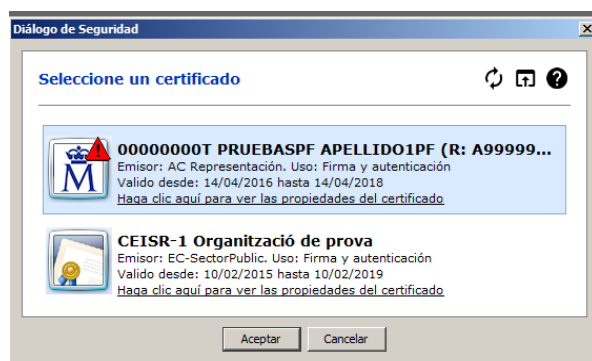 Diálogo de Seguridad
Seleccione un certificado
00000000T PRUEBASPF APELLIDO1PF (R: A99999...
Emisor: AC Representación. Uso: Firma y autenticación
Valido desde: 14/04/2016 hasta 14/04/2018
Haga clic aquí para ver las propiedades del certificado
CEISR-1 Organització de prova
Emisor: EC-SectorPublic. Uso: Firma y autenticación
Valido desde: 10/02/2015 hasta 10/02/2019
Haga clic aquí para ver las propiedades del certificado
Aceptar
Cancelar